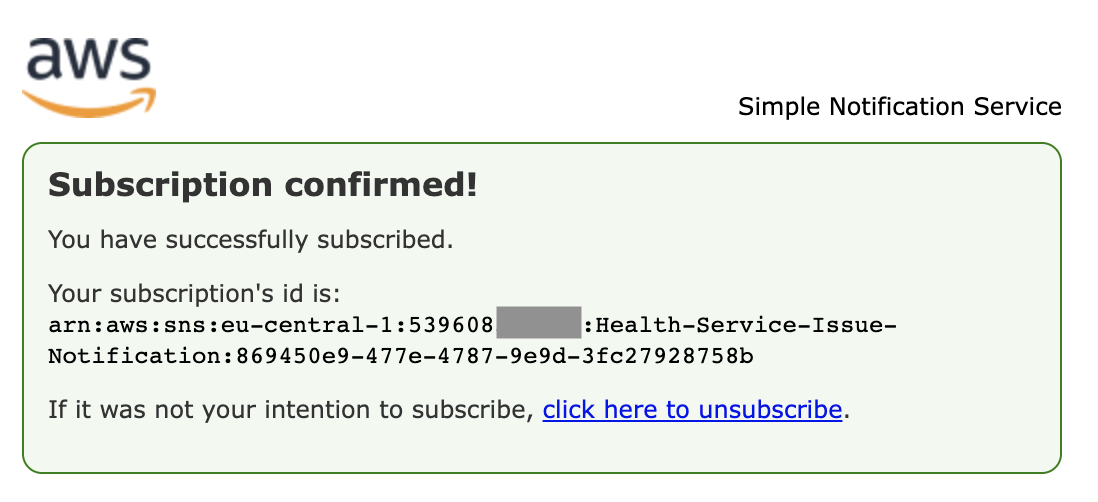 aws
Simple Notification Service
Subscription confirmed!
You have successfully subscribed.
Your subscription's id is:
arn:aws:sns:eu-central-1:539608:Health-Service-Issue-
Notification:869450e9-477e-4787-9e9d-3fc27928758b
If it was not your intention to subscribe, click here to unsubscribe.